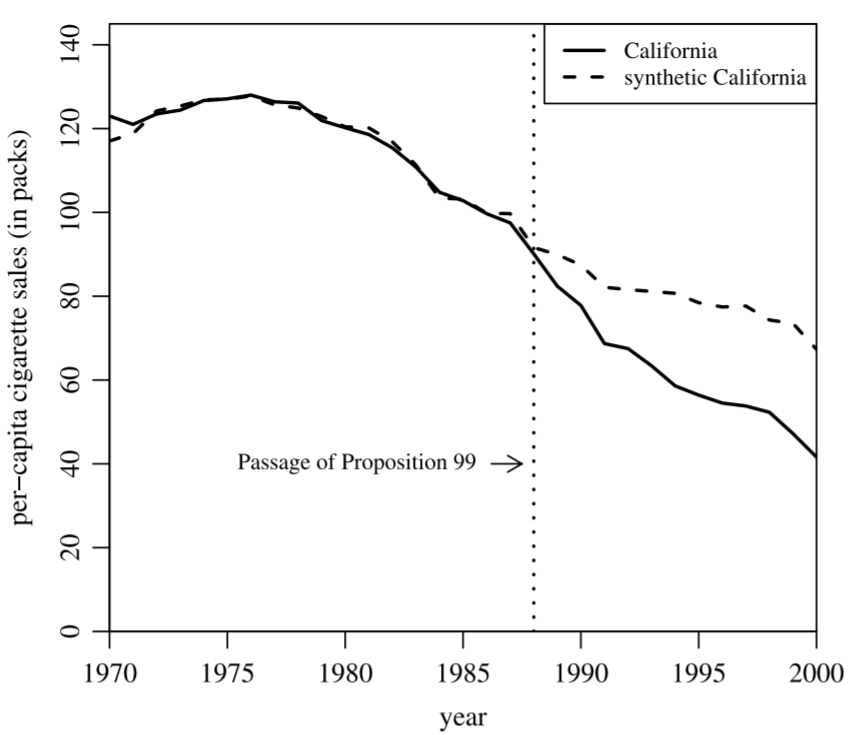 140
120
100
80
60
40
20
0
per−capita cigarette sales (in packs)
California
synthetic California
Passage of Proposition 99
1970 1975 1980 1985 1990 1995 2000
year